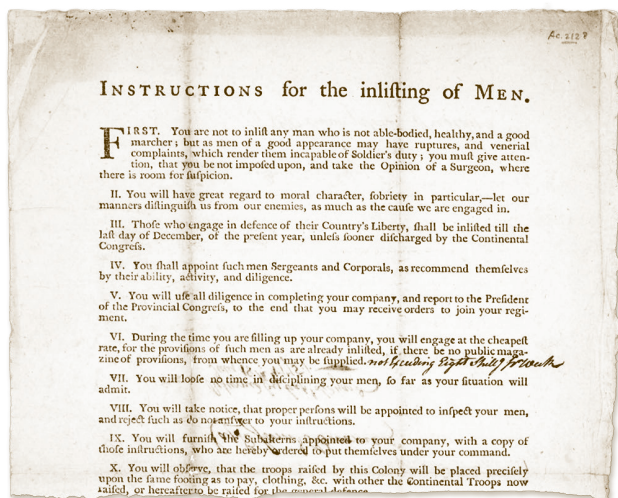 Ac. 2128
INSTRUCTIONS for the inliſting of MEN.
FIRST. You are not to inliſt any man who is not able-bodied, healthy, and a good
marcher; but as men of a good appearance may have ruptures, and venerial
complaints, which render them incapable of Soldier's duty; you muſt give atten-
tion, that you be not impoſed upon, and take the Opinion of a Surgeon, where
there is room for ſuſpicion.
II. You will have great regard to moral character, ſobriety in particular,—let our
manners diſtinguiſh us from our enemies, as much as the cauſe we are engaged in.
III. Thoſe who engage in defence of their Country's Liberty, ſhall be inliſted till the
laſt day of December, of the preſent year, unleſs ſooner diſcharged by the Continental
Congreſs.
IV. You ſhall appoint ſuch men Sergeants and Corporals, as recommend themſelves
by their ability, activity, and diligence.
V. You will uſe all diligence in completing your company, and report to the Preſident
of the Provincial Congreſs, to the end that you may receive orders to join your regi-
ment.
VI. During the time you are filling up your company, you will engage at the cheapeſt
rate, for the proviſions of ſuch men as are already inliſted, if there be no public maga-
zine of proviſions, from whence you may be ſupplied. not Exceeding Eight Shillˢ pr Week
VII. You will looſe no time in diſciplining your men, ſo far as your ſituation will
admit.
VIII. You will take notice, that proper perſons will be appointed to inſpect your men,
and reject ſuch as do not anſwer to your inſtructions.
IX. You will furniſh the Subalterns appointed to your company, with a copy of
thoſe inſtructions, who are hereby ordered to put themſelves under your command.
X. You will obſerve, that the troops raiſed by this Colony will be placed preciſely
upon the ſame footing as to pay, clothing, &c. with other the Continental Troops now
raiſed, or hereafter to be raiſed for the general defence.